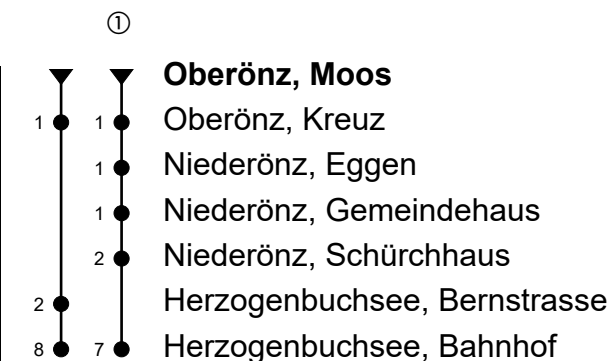 ①
Oberönz, Moos
1 1 Oberönz, Kreuz
1 Niederönz, Eggen
1 Niederönz, Gemeindehaus
2 Niederönz, Schürchhaus
2 Herzogenbuchsee, Bernstrasse
8 7 Herzogenbuchsee, Bahnhof